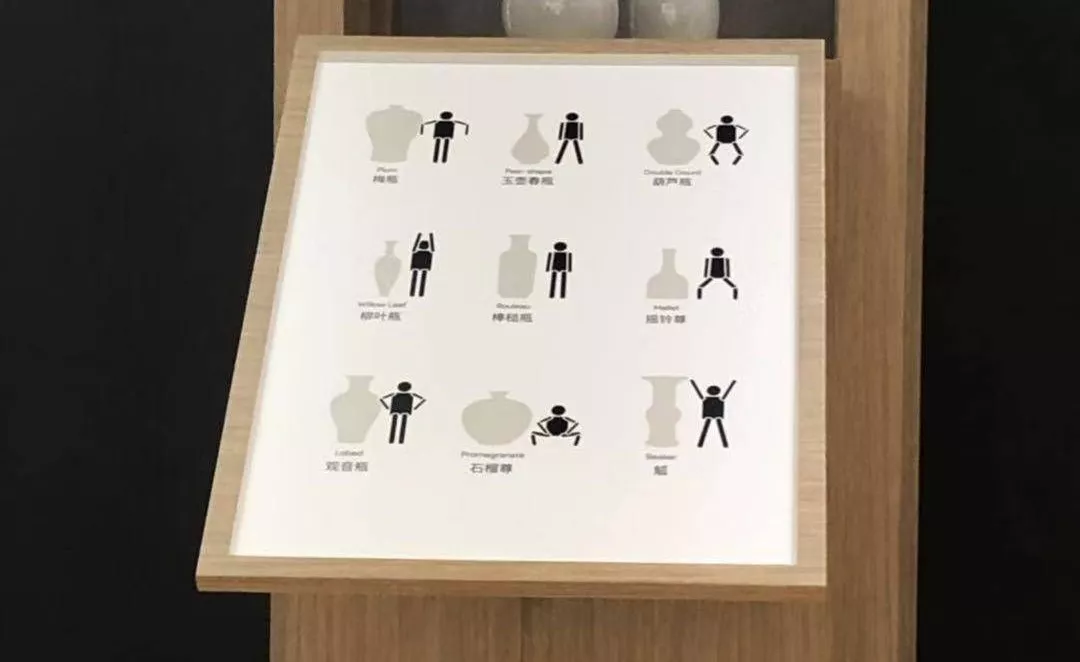 Plum
梅瓶
Pear-shape
玉壶春瓶
Double Gourd
葫芦瓶
Willow Leaf
柳叶瓶
Rouleau
棒槌瓶
Mallet
摇铃尊
Lobed
观音瓶
Promegranate
石榴尊
Beaker
觚